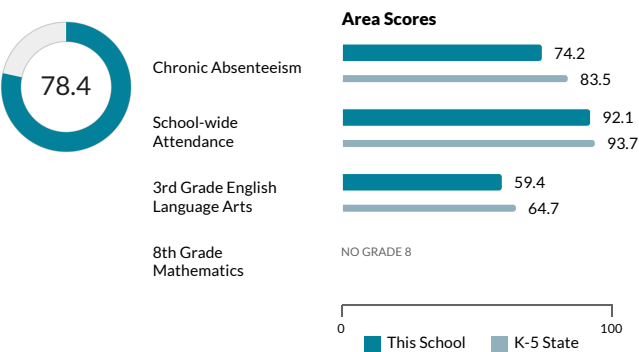 78.4
Area Scores
Chronic Absenteeism
74.2
83.5
School-wide
Attendance
92.1
93.7
3rd Grade English
Language Arts
59.4
64.7
8th Grade
Mathematics
NO GRADE 8
0
100
This School
K-5 State